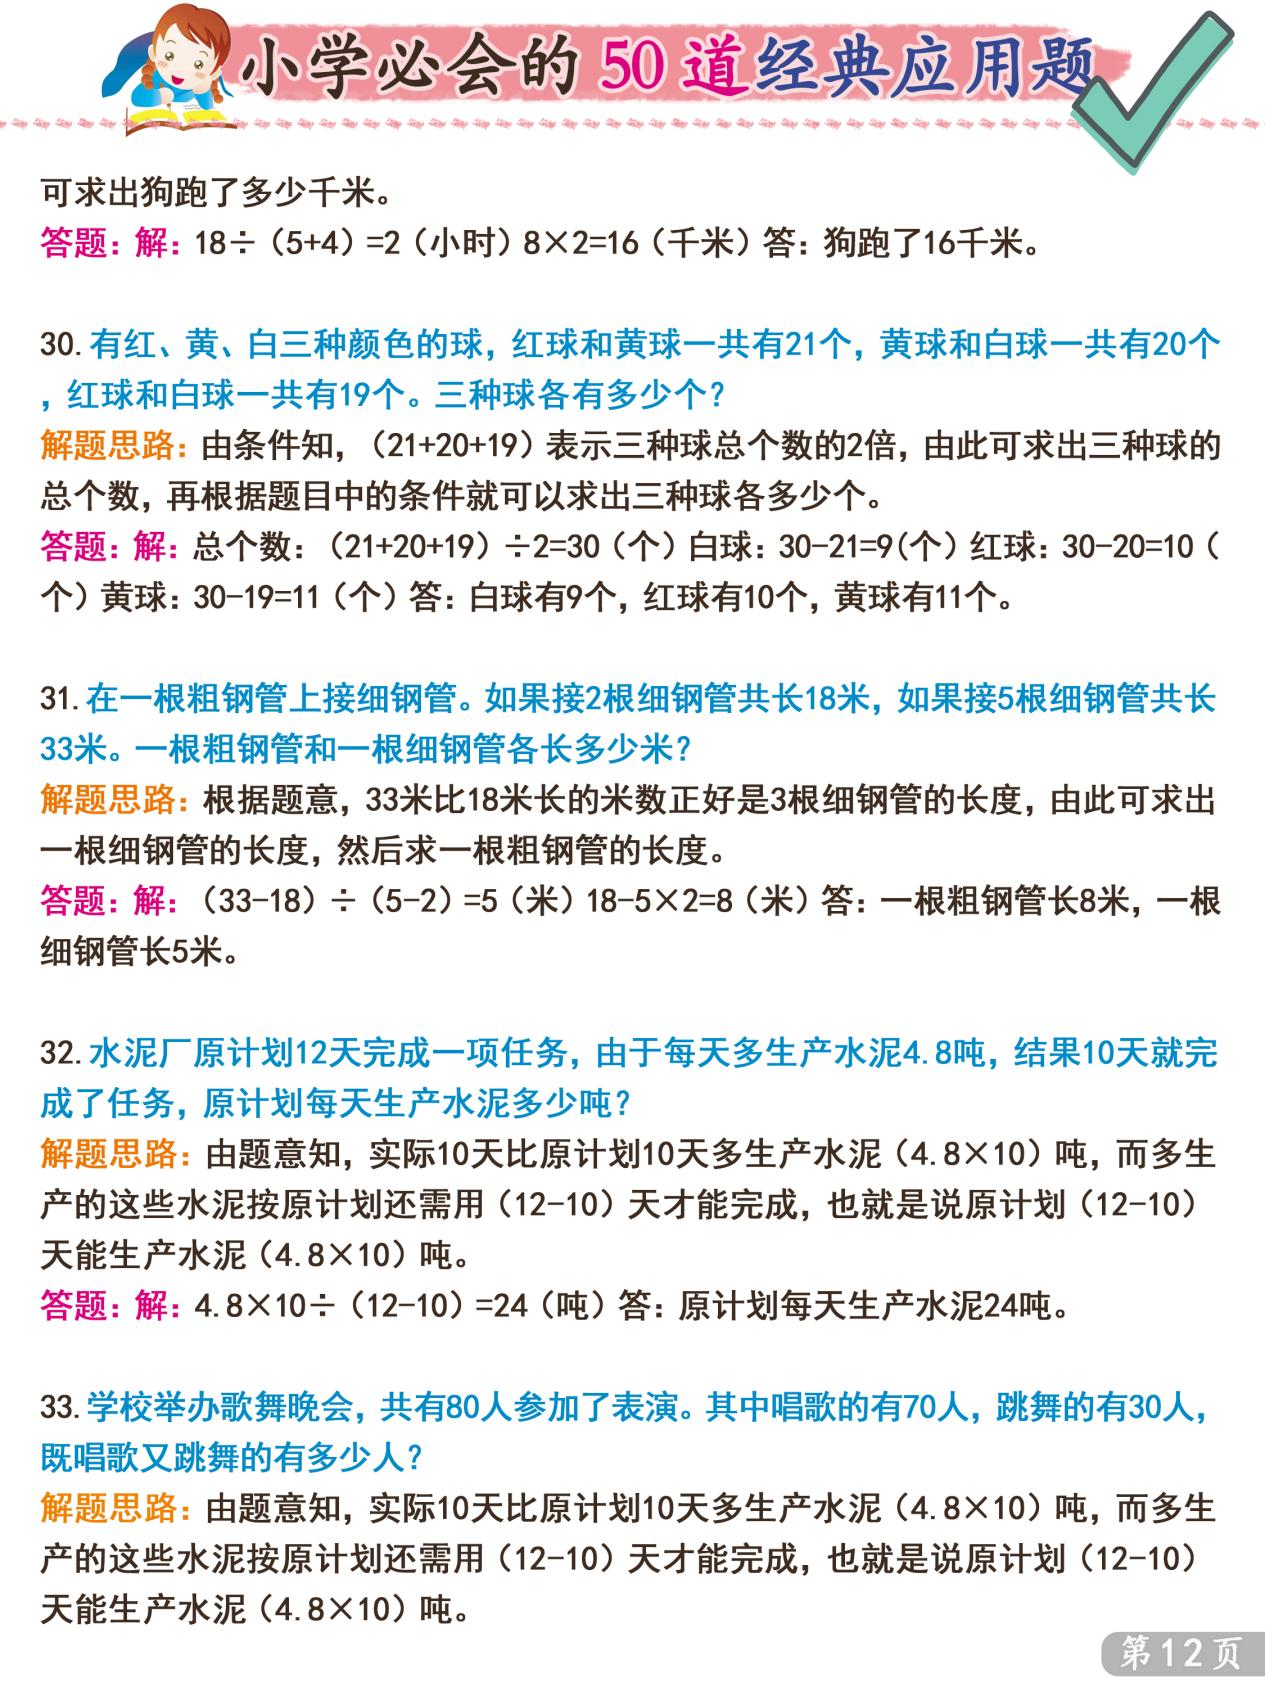 小学必会的50道经典应用题
可求出狗跑了多少千米。
答题：解：18÷（5+4）=2（小时）8×2=16（千米）答：狗跑了16千米。
30.有红、黄、白三种颜色的球，红球和黄球一共有21个，黄球和白球一共有20个
，红球和白球一共有19个。三种球各有多少个？
解题思路：由条件知，（21+20+19）表示三种球总个数的2倍，由此可求出三种球的
总个数，再根据题目中的条件就可以求出三种球各多少个。
答题：解：总个数：（21+20+19）÷2=30（个）白球：30-21=9(个）红球：30-20=10（
个）黄球：30-19=11（个）答：白球有9个，红球有10个，黄球有11个。
31.在一根粗钢管上接细钢管。如果接2根细钢管共长18米，如果接5根细钢管共长
33米。一根粗钢管和一根细钢管各长多少米？
解题思路：根据题意，33米比18米长的米数正好是3根细钢管的长度，由此可求出
一根细钢管的长度，然后求一根粗钢管的长度。
答题：解：（33-18）÷（5-2）=5（米）18-5×2=8（米）答：一根粗钢管长8米，一根
细钢管长5米。
32.水泥厂原计划12天完成一项任务，由于每天多生产水泥4.8吨，结果10天就完
成了任务，原计划每天生产水泥多少吨？
解题思路：由题意知，实际10天比原计划10天多生产水泥（4.8×10）吨，而多生
产的这些水泥按原计划还需用（12-10）天才能完成，也就是说原计划（12-10）
天能生产水泥（4.8×10）吨。
答题：解：4.8×10÷（12-10）=24（吨）答：原计划每天生产水泥24吨。
33.学校举办歌舞晚会，共有80人参加了表演。其中唱歌的有70人，跳舞的有30人，
既唱歌又跳舞的有多少人？
解题思路：由题意知，实际10天比原计划10天多生产水泥（4.8×10）吨，而多生
产的这些水泥按原计划还需用（12-10）天才能完成，也就是说原计划（12-10）
天能生产水泥（4.8×10）吨。
第12页